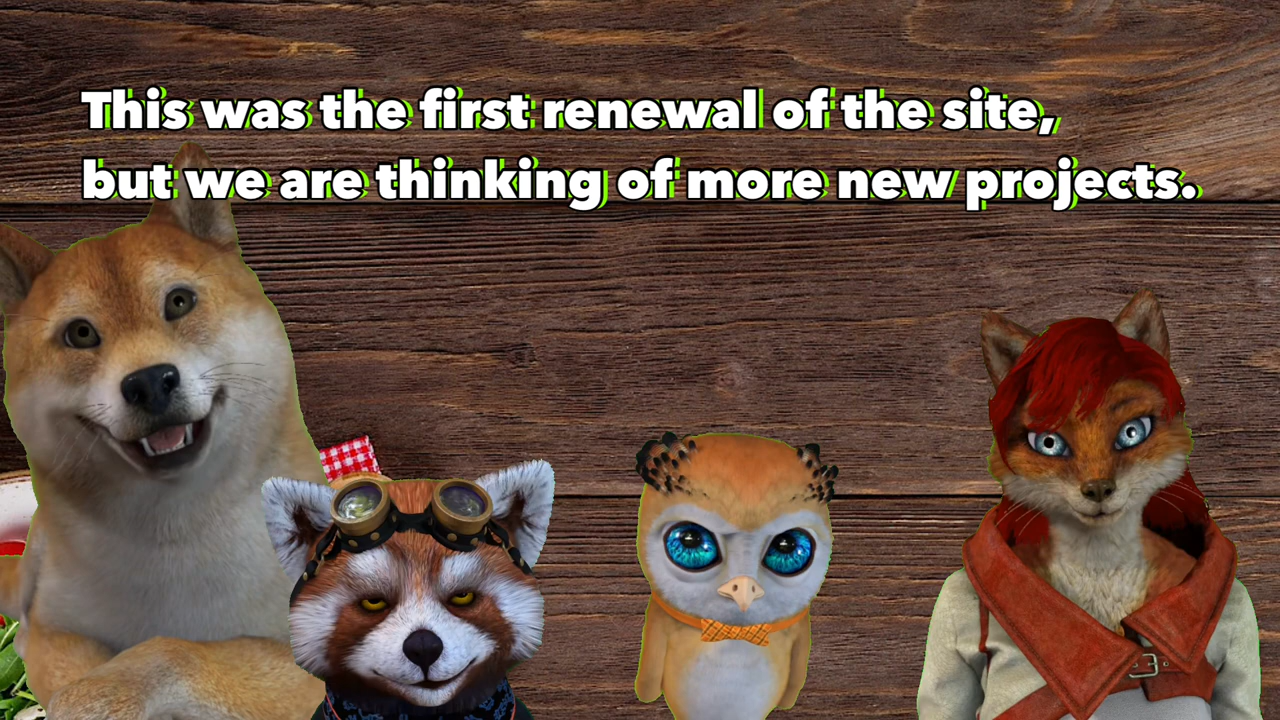 This was the first renewal of the site,
but we are thinking of more new projects.